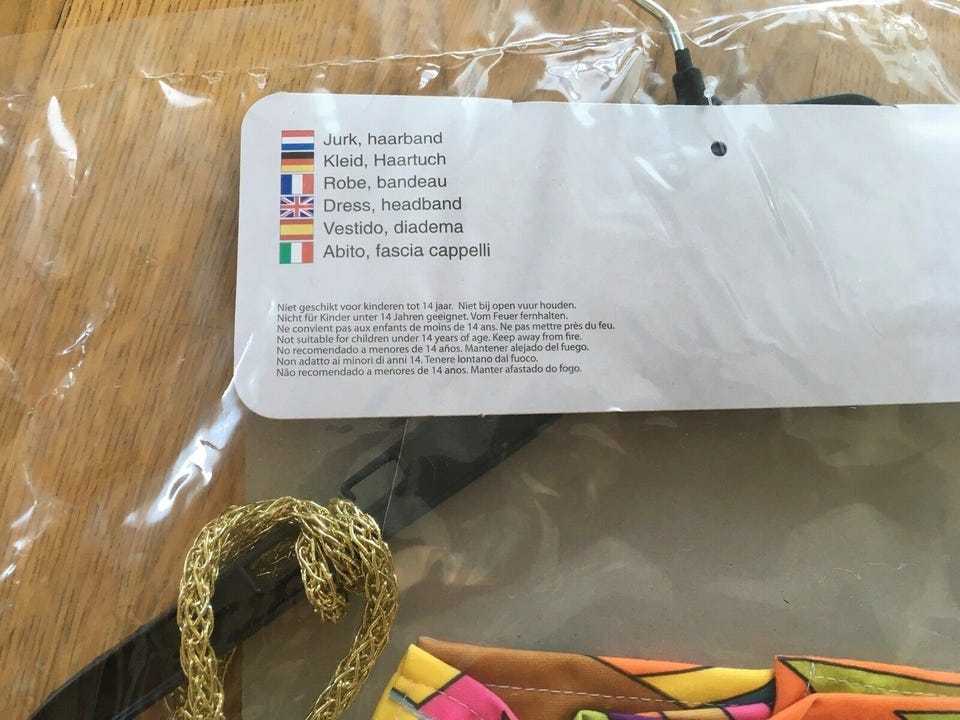 Jurk, haarband
Kleid, Haartuch
Robe, bandeau
Dress, headband
Vestido, diadema
Abito, fascia cappelli
Niet geschikt voor kinderen tot 14 jaar. Niet bij open vuur houden.
Nicht für Kinder unter 14 Jahren geeignet. Vom Feuer fernhalten.
Ne convient pas aux enfants de moins de 14 ans. Ne pas mettre près du feu.
Not suitable for children under 14 years of age. Keep away from fire.
No recomendado a menores de 14 años. Mantener alejado del fuego.
Non adatto ai minori di anni 14. Tenere lontano dal fuoco.
Não recomendado a menores de 14 anos. Manter afastado do fogo.